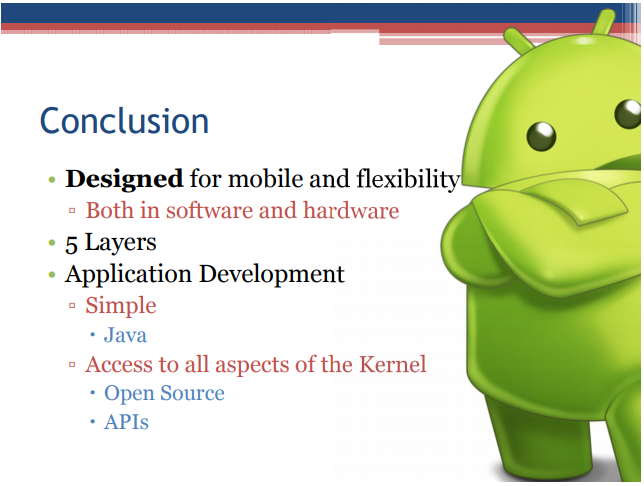 Conclusion
• Designed for mobile and flexibility
▫ Both in software and hardware
• 5 Layers
• Application Development
▫ Simple
• Java
▫ Access to all aspects of the Kernel
• Open Source
• APIs